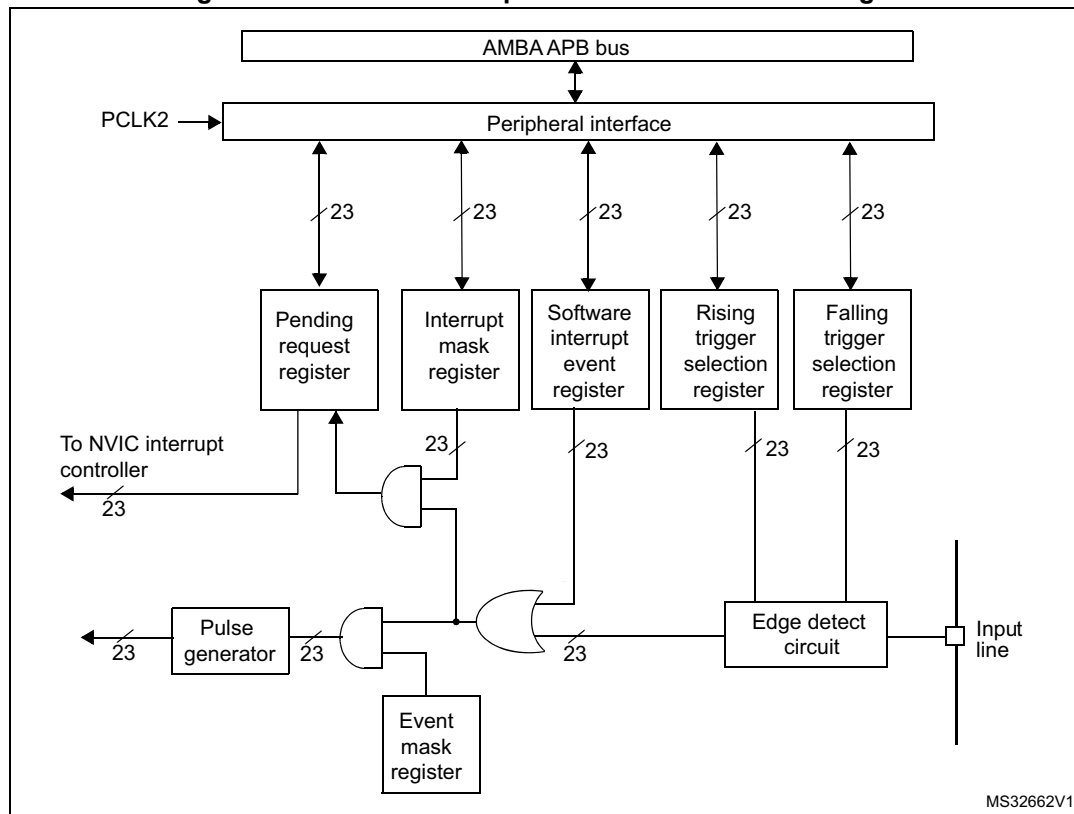 AMBA APB bus
PCLK2
Peripheral interface
23
23
23
23
23
Pending
request
register
Interrupt
mask
register
Software
interrupt
event
register
Rising
trigger
selection
register
Falling
trigger
selection
register
To NVIC interrupt
controller
23
23
23
23
23
Pulse
generator
23
23
23
Edge detect
circuit
Input
line
Event
mask
register
MS32662V1